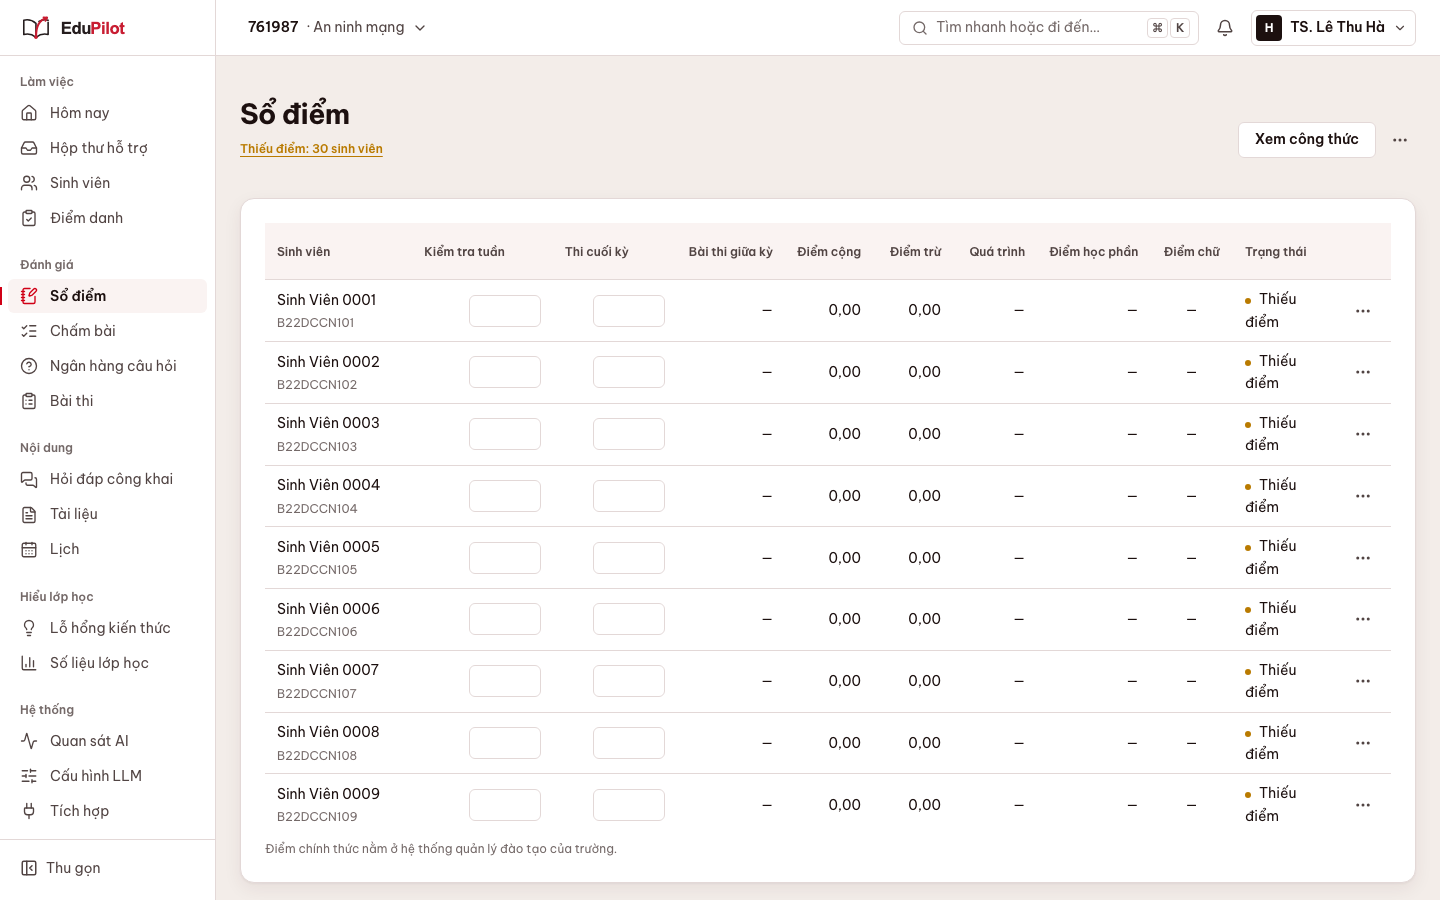 EduPilot
761987 · An ninh mạng
Tìm nhanh hoặc đi đến...
⌘ K
H TS. Lê Thu Hà
Làm việc
Hôm nay
Hộp thư hỗ trợ
Sinh viên
Điểm danh
Đánh giá
Sổ điểm
Chấm bài
Ngân hàng câu hỏi
Bài thi
Nội dung
Hỏi đáp công khai
Tài liệu
Lịch
Hiểu lớp học
Lỗ hổng kiến thức
Số liệu lớp học
Hệ thống
Quan sát AI
Cấu hình LLM
Tích hợp
Thu gọn
Sổ điểm
Thiếu điểm: 30 sinh viên
Xem công thức
Sinh viên Kiểm tra tuần Thi cuối kỳ Bài thi giữa kỳ Điểm cộng Điểm trừ Quá trình Điểm học phần Điểm chữ Trạng thái
Sinh Viên 0001
B22DCCN101
– 0,00 0,00 – – –
Thiếu
điểm
Sinh Viên 0002
B22DCCN102
– 0,00 0,00 – – –
Thiếu
điểm
Sinh Viên 0003
B22DCCN103
– 0,00 0,00 – – –
Thiếu
điểm
Sinh Viên 0004
B22DCCN104
– 0,00 0,00 – – –
Thiếu
điểm
Sinh Viên 0005
B22DCCN105
– 0,00 0,00 – – –
Thiếu
điểm
Sinh Viên 0006
B22DCCN106
– 0,00 0,00 – – –
Thiếu
điểm
Sinh Viên 0007
B22DCCN107
– 0,00 0,00 – – –
Thiếu
điểm
Sinh Viên 0008
B22DCCN108
– 0,00 0,00 – – –
Thiếu
điểm
Sinh Viên 0009
B22DCCN109
– 0,00 0,00 – – –
Thiếu
điểm
Điểm chính thức nằm ở hệ thống quản lý đào tạo của trường.